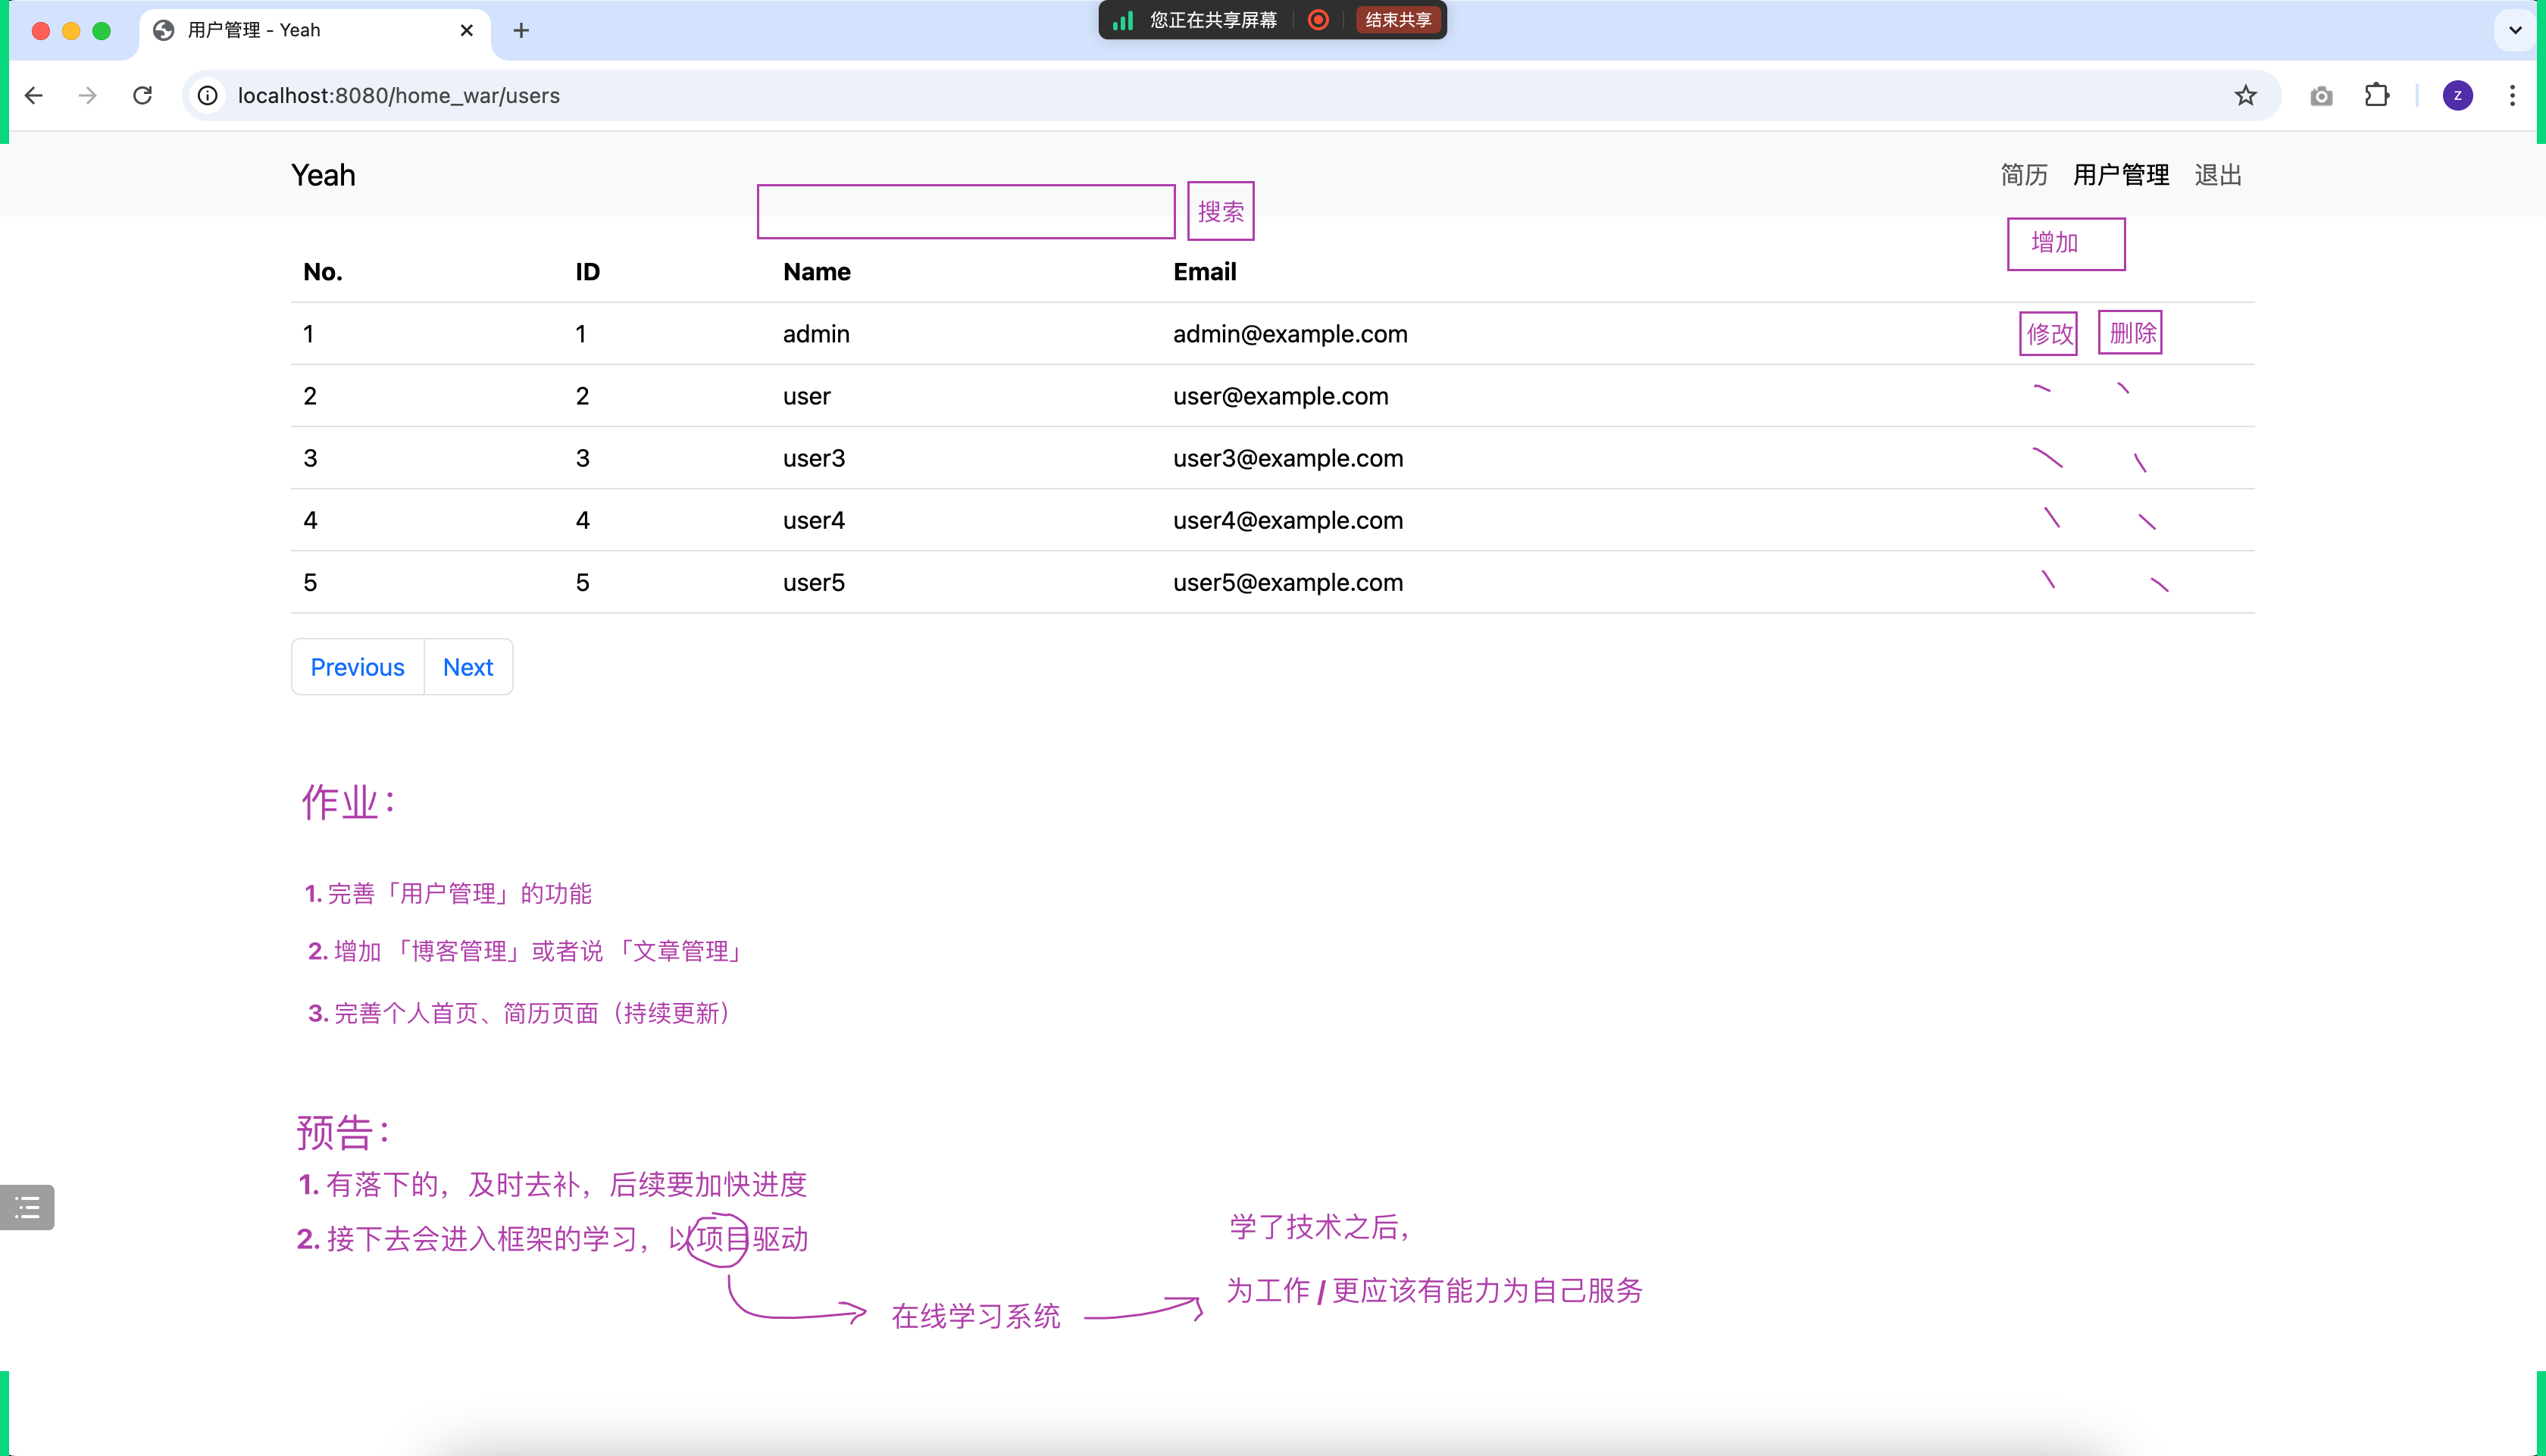 用户管理 - Yeah
您正在共享屏幕 结束共享
localhost:8080/home_war/users
Z
Yeah 简历 用户管理 退出
搜索
增加
No. ID Name Email
1 1 admin admin@example.com 修改 删除
2 2 user user@example.com
3 3 user3 user3@example.com
4 4 user4 user4@example.com
5 5 user5 user5@example.com
Previous Next
作业：
1. 完善「用户管理」的功能
2. 增加 「博客管理」或者说 「文章管理」
3. 完善个人首页、简历页面（持续更新）
预告：
1. 有落下的，及时去补，后续要加快进度
2. 接下去会进入框架的学习，以项目驱动
在线学习系统
学了技术之后，
为工作 / 更应该有能力为自己服务